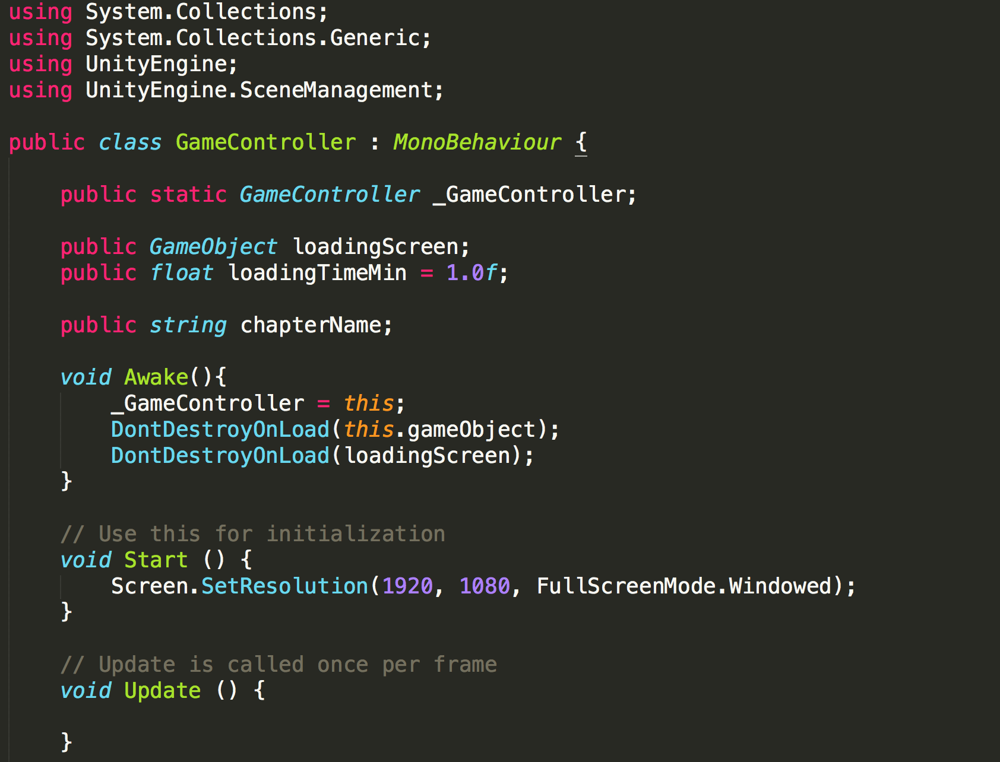 using System.Collections;
using System.Collections.Generic;
using UnityEngine;
using UnityEngine.SceneManagement;

public class GameController : MonoBehaviour {

    public static GameController _GameController;

    public GameObject loadingScreen;
    public float loadingTimeMin = 1.0f;

    public string chapterName;

    void Awake(){
        _GameController = this;
        DontDestroyOnLoad(this.gameObject);
        DontDestroyOnLoad(loadingScreen);
    }

    // Use this for initialization
    void Start () {
        Screen.SetResolution(1920, 1080, FullScreenMode.Windowed);
    }

    // Update is called once per frame
    void Update () {

    }